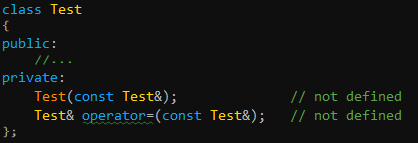 class Test
{
public:
    //...
private:
    Test(const Test&);              // not defined
    Test& operator=(const Test&);   // not defined
};